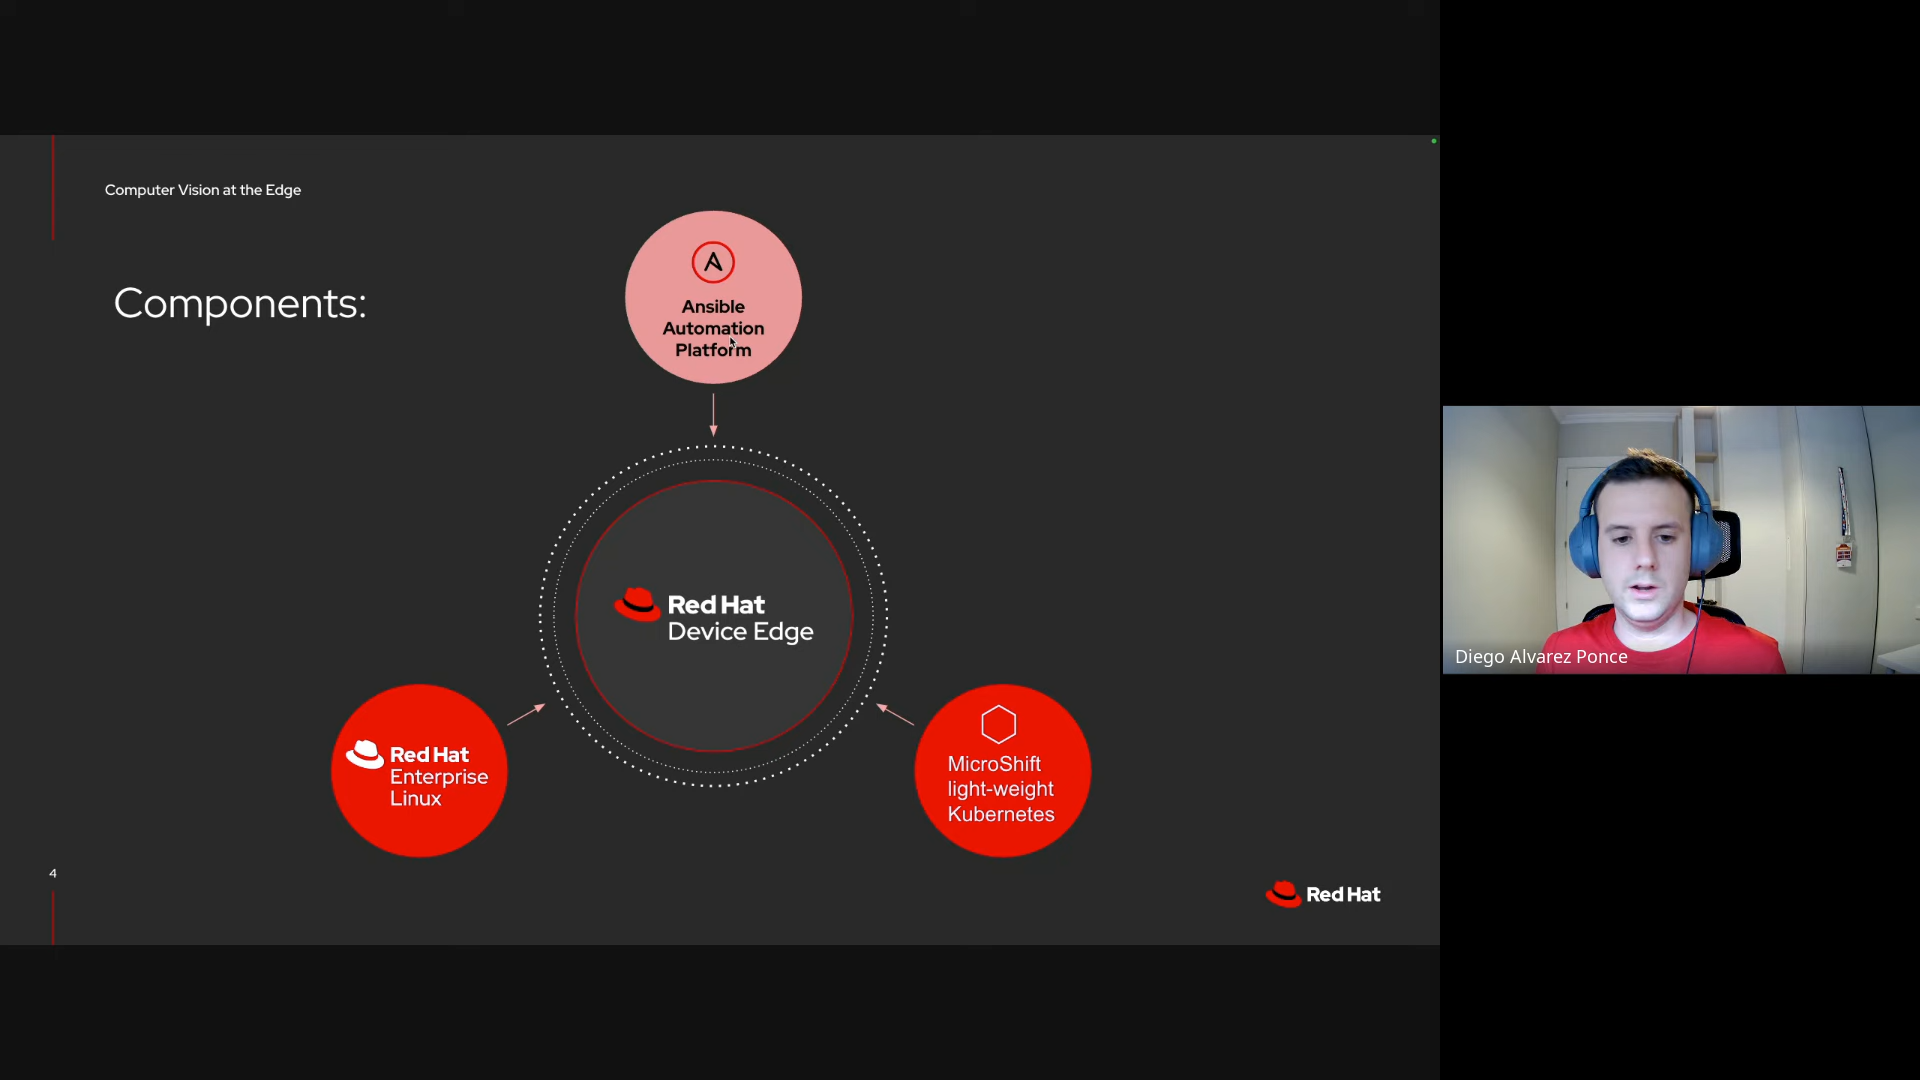 Computer Vision at the Edge
Components:
Ansible
Automation
Platform
Red Hat
Device Edge
Red Hat
Enterprise
Linux
MicroShift
light-weight
Kubernetes
4
Red Hat
Diego Alvarez Ponce